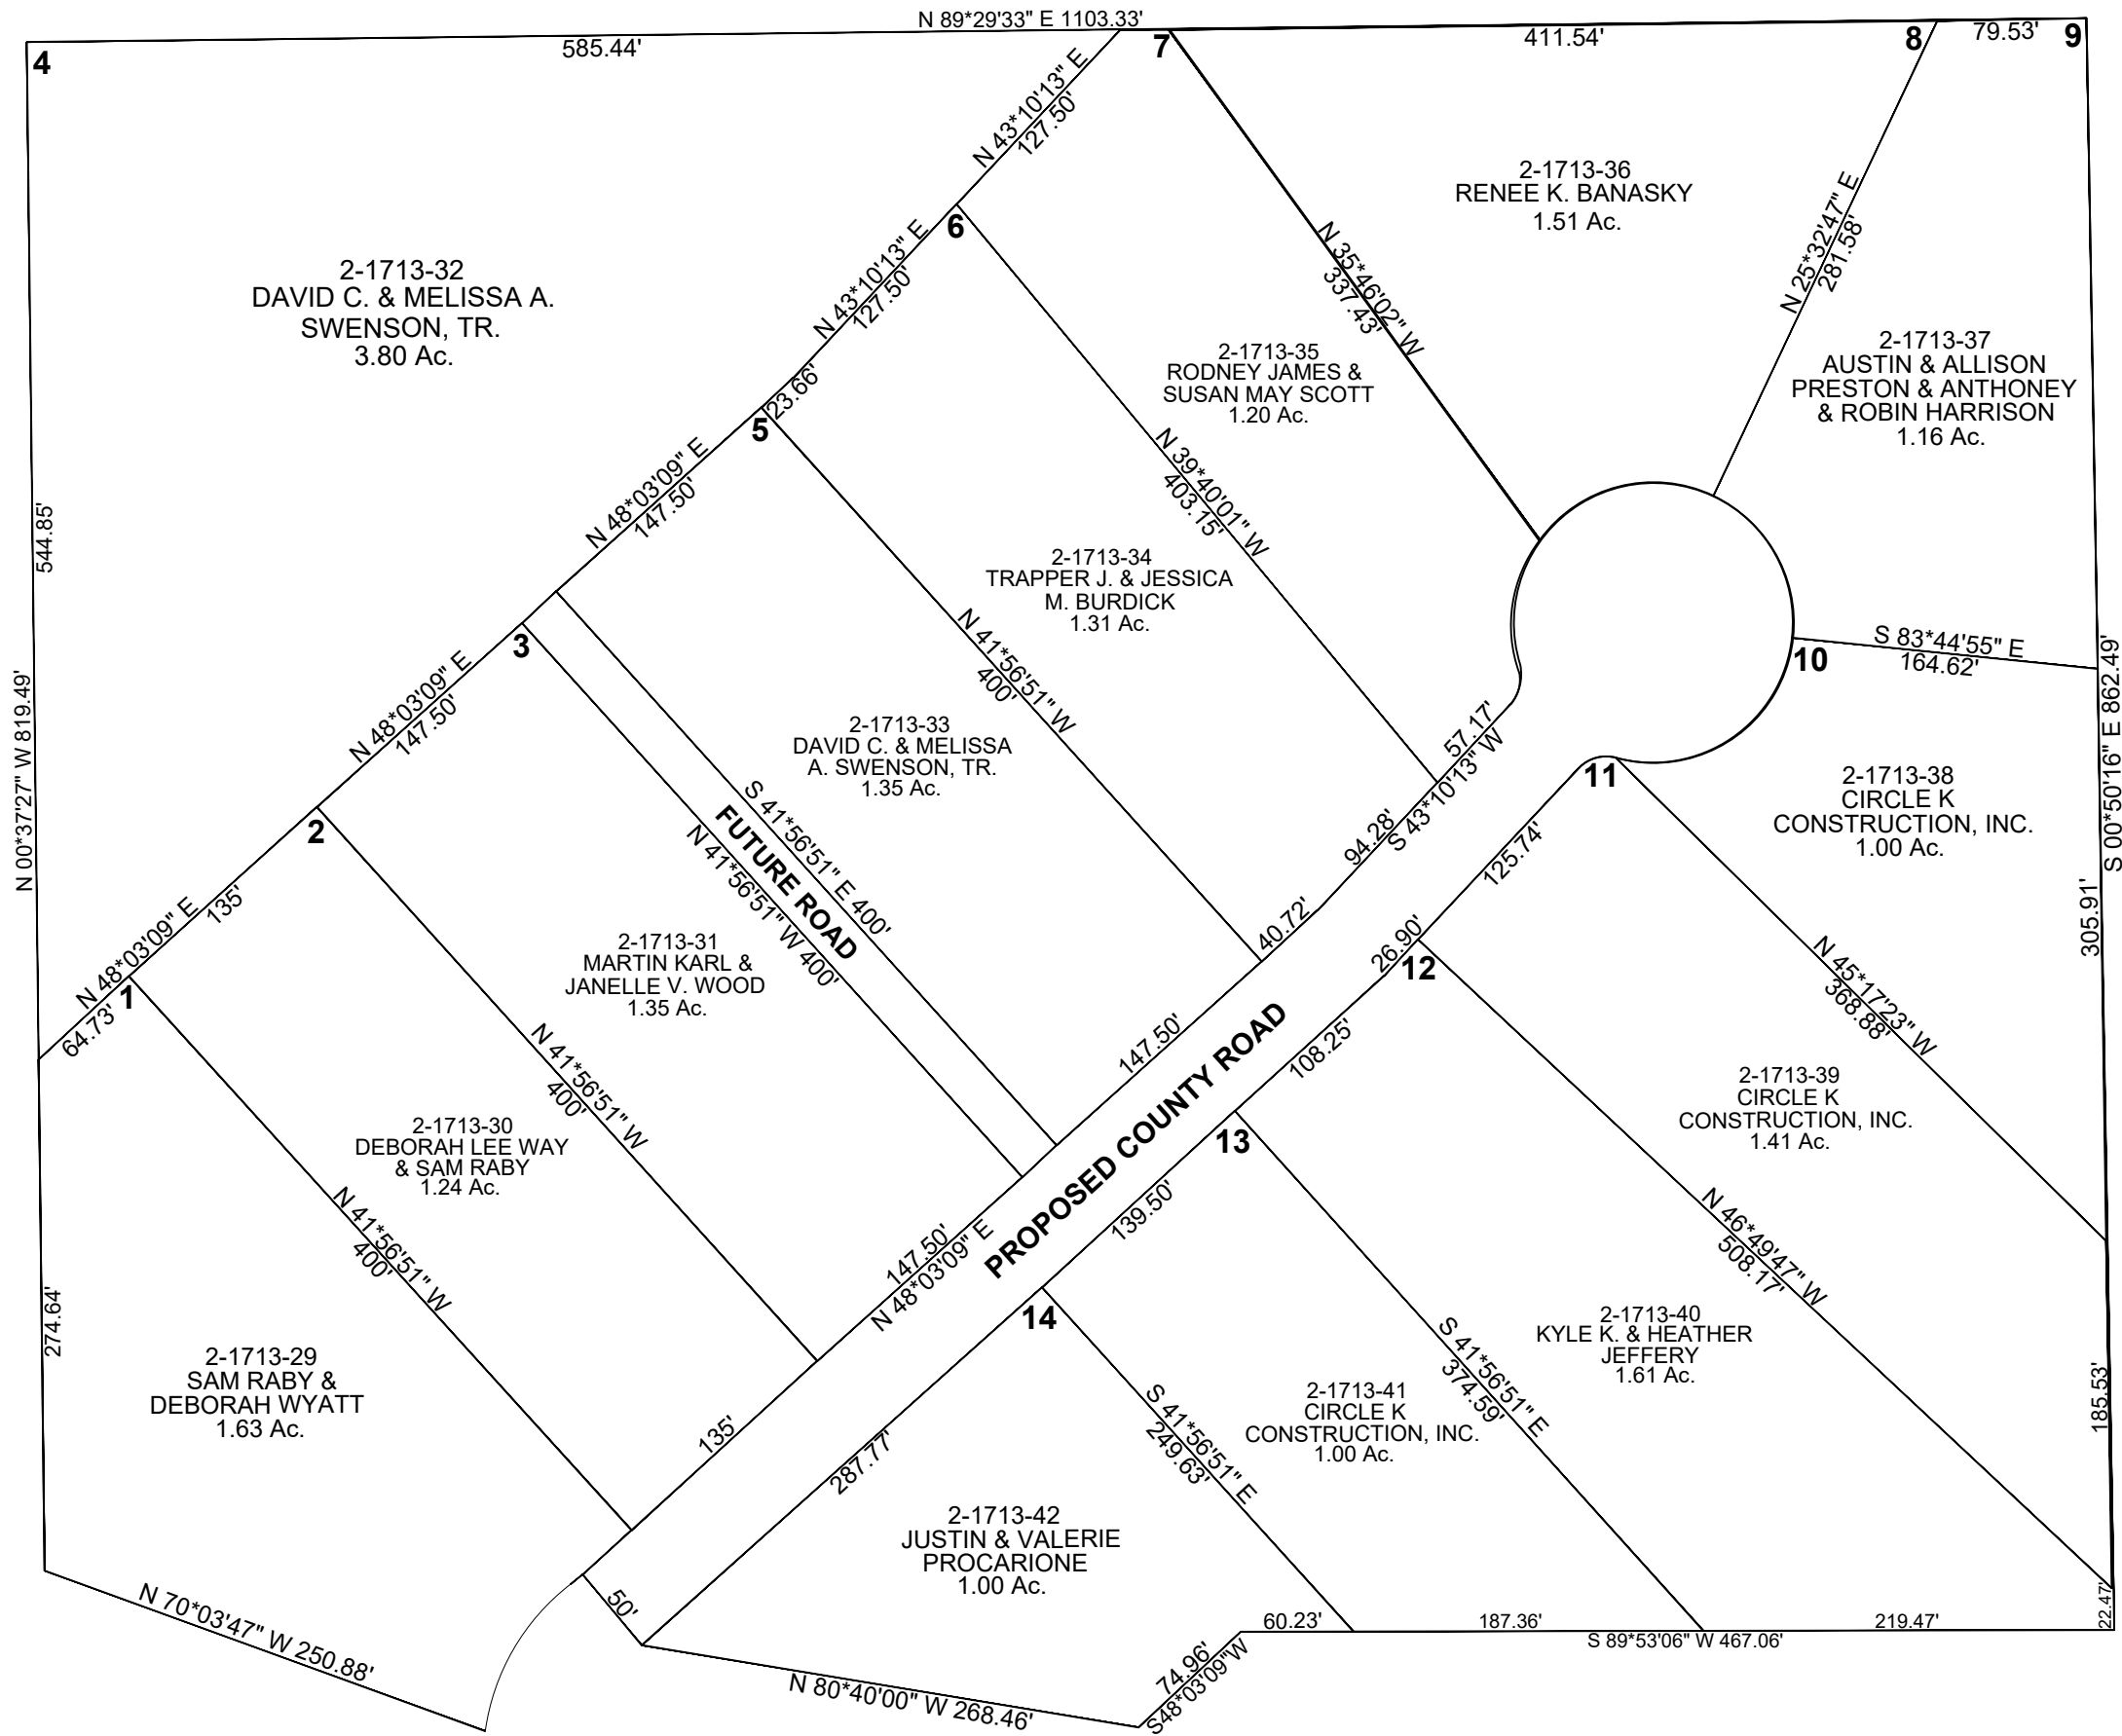 N 89*29'33" E 1103.33'
4
585.44'
7
411.54'
8
79.53'
9
N 43*10'13" E
127.50'
6
N 43*10'13" E
127.50'
2-1713-32
DAVID C. & MELISSA A.
SWENSON, TR.
3.80 Ac.
2-1713-36
RENEE K. BANASKY
1.51 Ac.
N 35*46'02" W
337.43'
N 25*32'47" E
281.58'
2-1713-37
AUSTIN & ALLISON
PRESTON & ANTHONEY
& ROBIN HARRISON
1.16 Ac.
2-1713-35
RODNEY JAMES &
SUSAN MAY SCOTT
1.20 Ac.
23.66'
5
N 48*03'09" E
147.50'
N 39*40'01" W
403.15'
544.85'
N 00*37'27" W 819.49'
2-1713-34
TRAPPER J. & JESSICA
M. BURDICK
1.31 Ac.
3
N 48*03'09" E
147.50'
N 41*56'51" W
400'
S 83*44'55" E
164.62'
10
S 00*50'16" E 862.49'
2-1713-33
DAVID C. & MELISSA
A. SWENSON, TR.
1.35 Ac.
57.17'
S 43*10'13" W
94.28'
11
2-1713-38
CIRCLE K
CONSTRUCTION, INC.
1.00 Ac.
2
S 41*56'51" E 400'
FUTURE ROAD
N 41*56'51" W 400'
125.74'
305.91'
N 48*03'09" E
135'
1
64.73'
2-1713-31
MARTIN KARL &
JANELLE V. WOOD
1.35 Ac.
40.72'
26.90'
12
N 45*17'23" W
368.88'
N 41*56'51" W
400'
147.50'
108.25'
2-1713-39
CIRCLE K
CONSTRUCTION, INC.
1.41 Ac.
2-1713-30
DEBORAH LEE WAY
& SAM RABY
1.24 Ac.
PROPOSED COUNTY ROAD
13
N 41*56'51" W
400'
147.50'
N 48*03'09" E
139.50'
N 46*49'47" W
508.17'
274.64'
14
2-1713-40
KYLE K. & HEATHER
JEFFERY
1.61 Ac.
2-1713-29
SAM RABY &
DEBORAH WYATT
1.63 Ac.
S 41*56'51" E
374.59'
185.53'
2-1713-41
CIRCLE K
CONSTRUCTION, INC.
1.00 Ac.
S 41*56'51" E
249.63'
135'
287.77'
2-1713-42
JUSTIN & VALERIE
PROCARIONE
1.00 Ac.
50'
N 70*03'47" W 250.88'
60.23'
187.36'
219.47'
22.47'
S 89*53'06" W 467.06'
74.96'
S48*03'09"W
N 80*40'00" W 268.46'